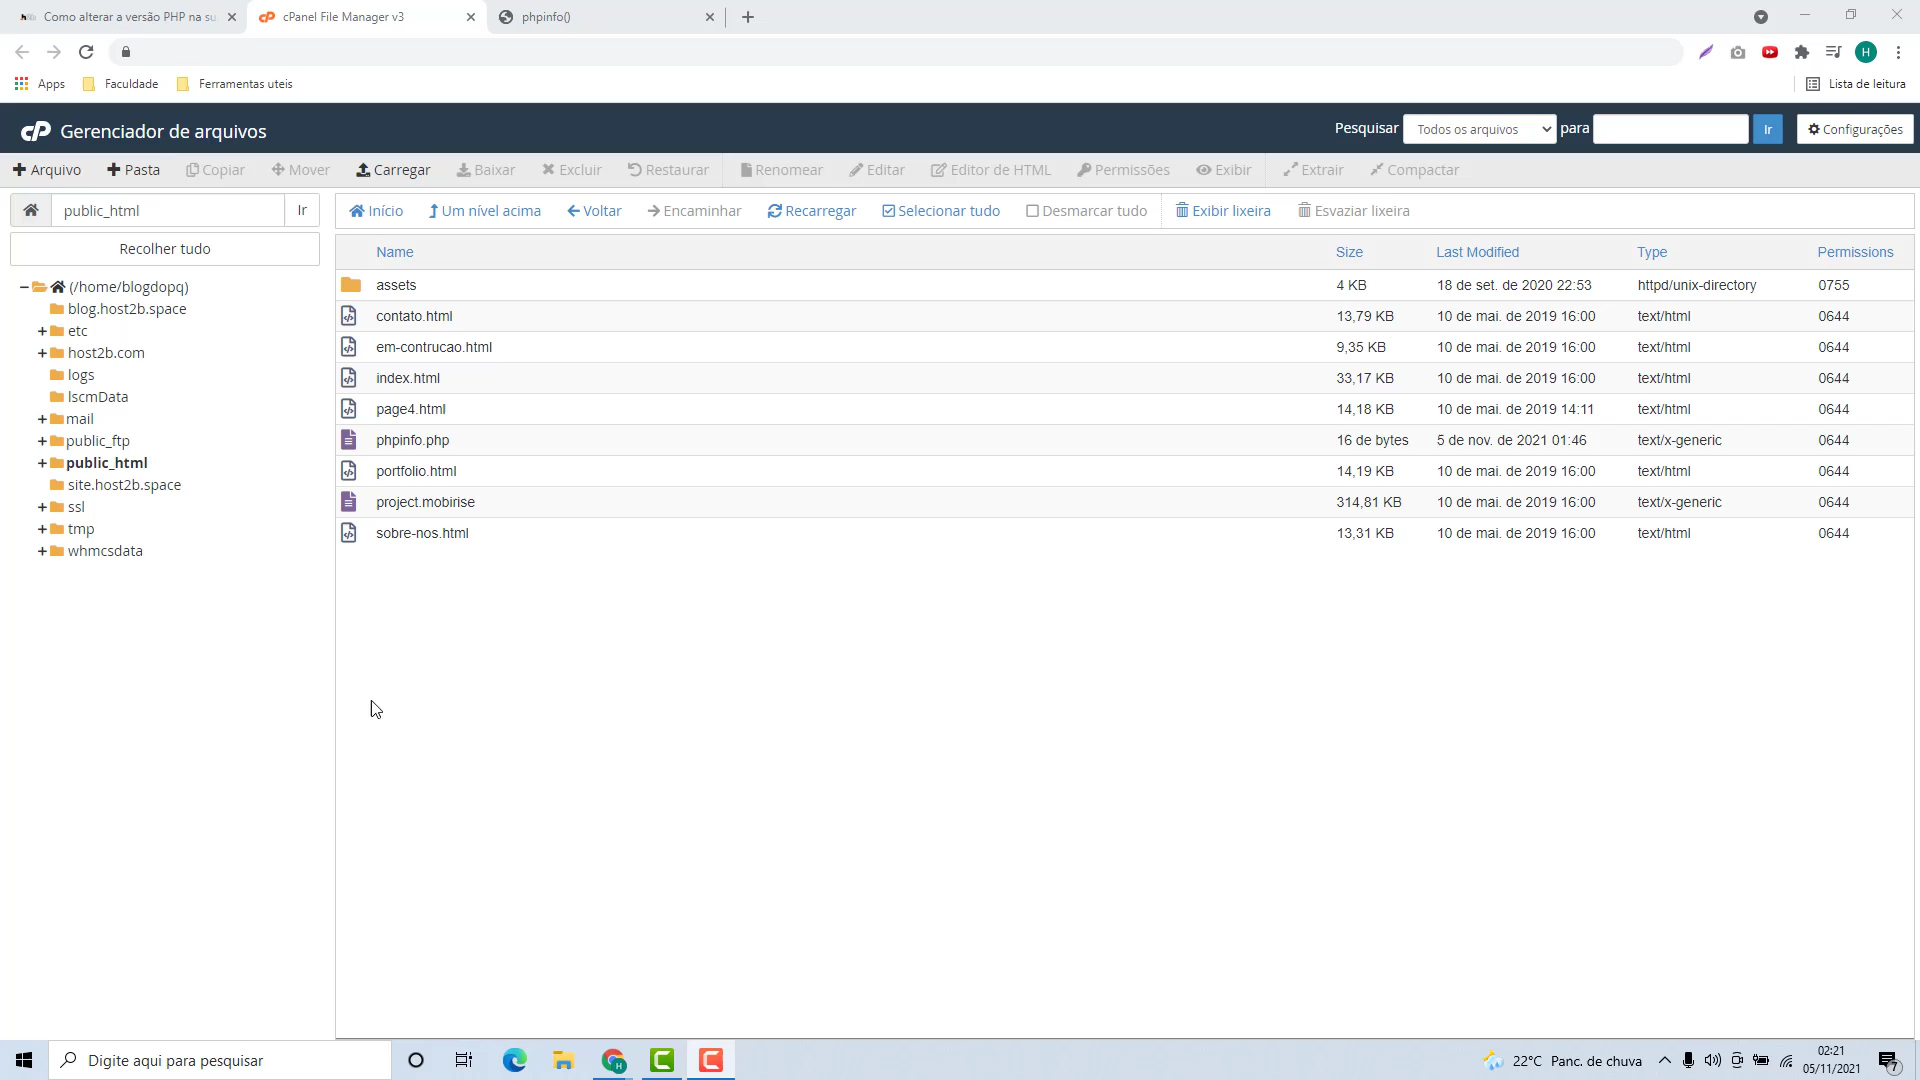 Como alterar a versão PHP na su
cPanel File Manager v3
phpinfo()
Apps
Faculdade
Ferramentas uteis
Lista de leitura
H
cP Gerenciador de arquivos
Pesquisar
Todos os arquivos
para
Ir
Configurações
Arquivo
Pasta
Copiar
Mover
Carregar
Baixar
Excluir
Restaurar
Renomear
Editar
Editor de HTML
Permissões
Exibir
Extrair
Compactar
public_html
Ir
Início
Um nível acima
Voltar
Encaminhar
Recarregar
Selecionar tudo
Desmarcar tudo
Exibir lixeira
Esvaziar lixeira
Recolher tudo
(/home/blogdopq)
blog.host2b.space
etc
host2b.com
logs
lscmData
mail
public_ftp
public_html
site.host2b.space
ssl
tmp
whmcsdata
Name Size Last Modified Type Permissions
assets 4 KB 18 de set. de 2020 22:53 httpd/unix-directory 0755
contato.html 13,79 KB 10 de mai. de 2019 16:00 text/html 0644
em-contrucao.html 9,35 KB 10 de mai. de 2019 16:00 text/html 0644
index.html 33,17 KB 10 de mai. de 2019 16:00 text/html 0644
page4.html 14,18 KB 10 de mai. de 2019 14:11 text/html 0644
phpinfo.php 16 de bytes 5 de nov. de 2021 01:46 text/x-generic 0644
portfolio.html 14,19 KB 10 de mai. de 2019 16:00 text/html 0644
project.mobirise 314,81 KB 10 de mai. de 2019 16:00 text/x-generic 0644
sobre-nos.html 13,31 KB 10 de mai. de 2019 16:00 text/html 0644
Digite aqui para pesquisar
22°C Panc. de chuva
02:21
05/11/2021
7